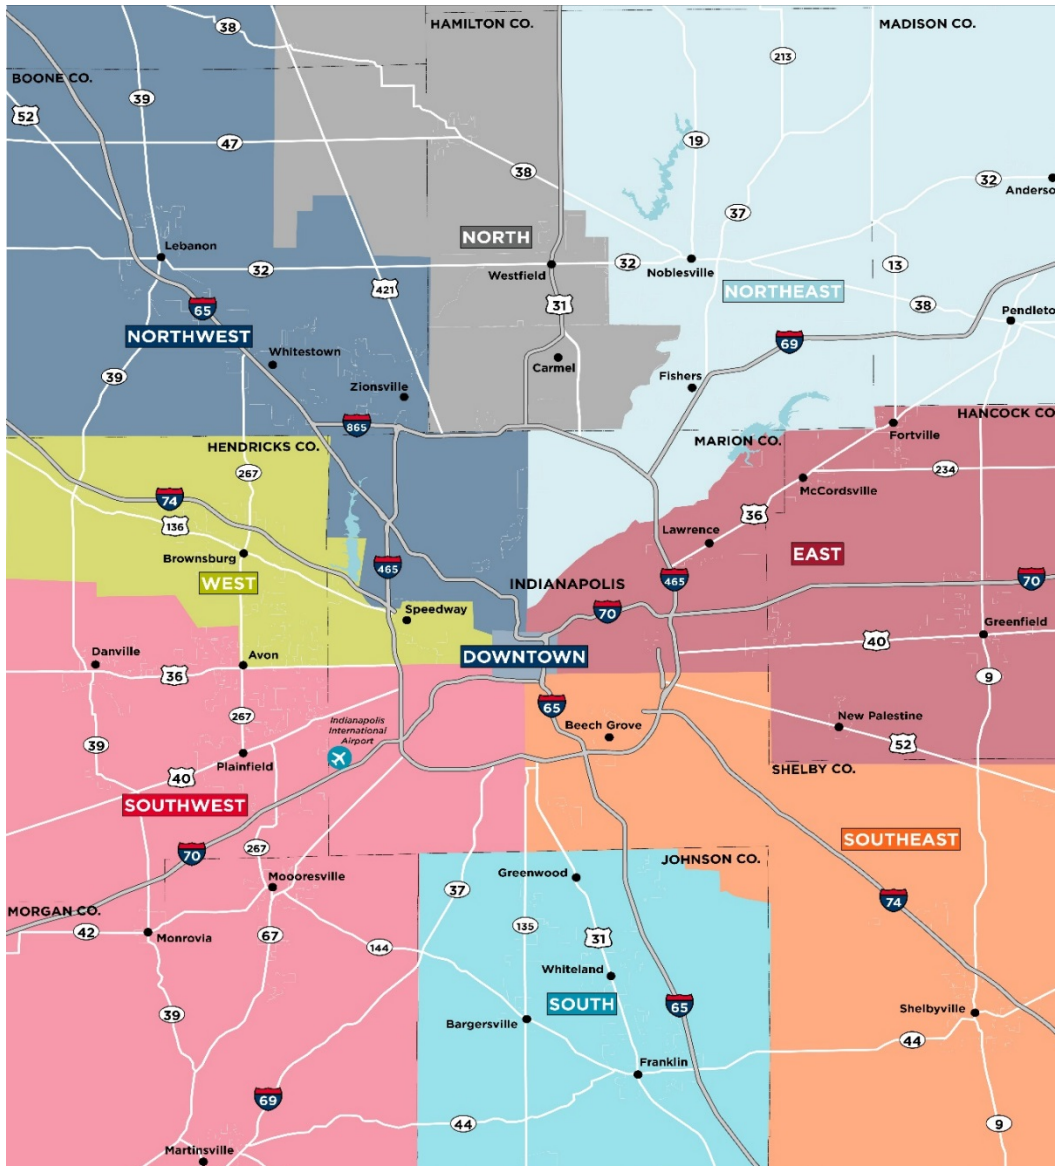 HAMILTON CO.
MADISON CO.
38
213
BOONE CO.
39
52
19
47
38
32
Anderso
37
NORTH
Lebanon
32
Westfield
32
Noblesville
13
421
31
NORTHEAST
38
65
Pendleto
NORTHWEST
69
Whitestown
Carmel
39
Zionsville
Fishers
HANCOCK CO
865
Fortville
HENDRICKS CO.
MARION CO.
267
234
McCordsville
74
36
136
Lawrence
Brownsburg
EAST
465
465
WEST
INDIANAPOLIS
70
70
Speedway
Greenfield
40
Danville
Avon
DOWNTOWN
36
9
65
267
New Palestine
Indianapolis
International
Airport
Beech Grove
39
52
Plainfield
40
SHELBY CO.
SOUTHWEST
SOUTHEAST
70
267
JOHNSON CO.
Greenwood
Moooresville
37
74
MORGAN CO.
42
135
Monrovia
67
31
144
Whiteland
SOUTH
65
Shelbyville
39
Bargersville
44
Franklin
69
44
9
Martinsville